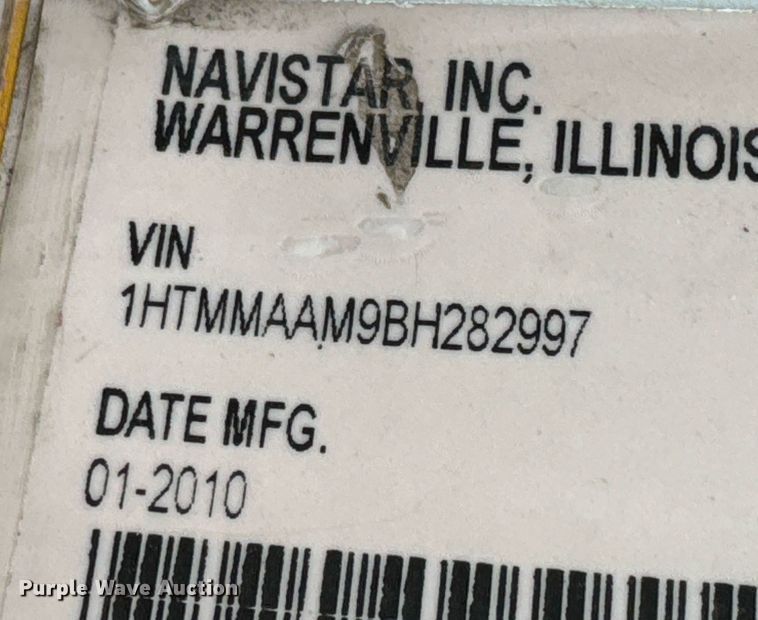 NAVISTAR, INC.
WARRENVILLE, ILLINOIS
VIN
1HTMMAAM9BH282997
DATE MFG.
01-2010
Purple Wave Auction